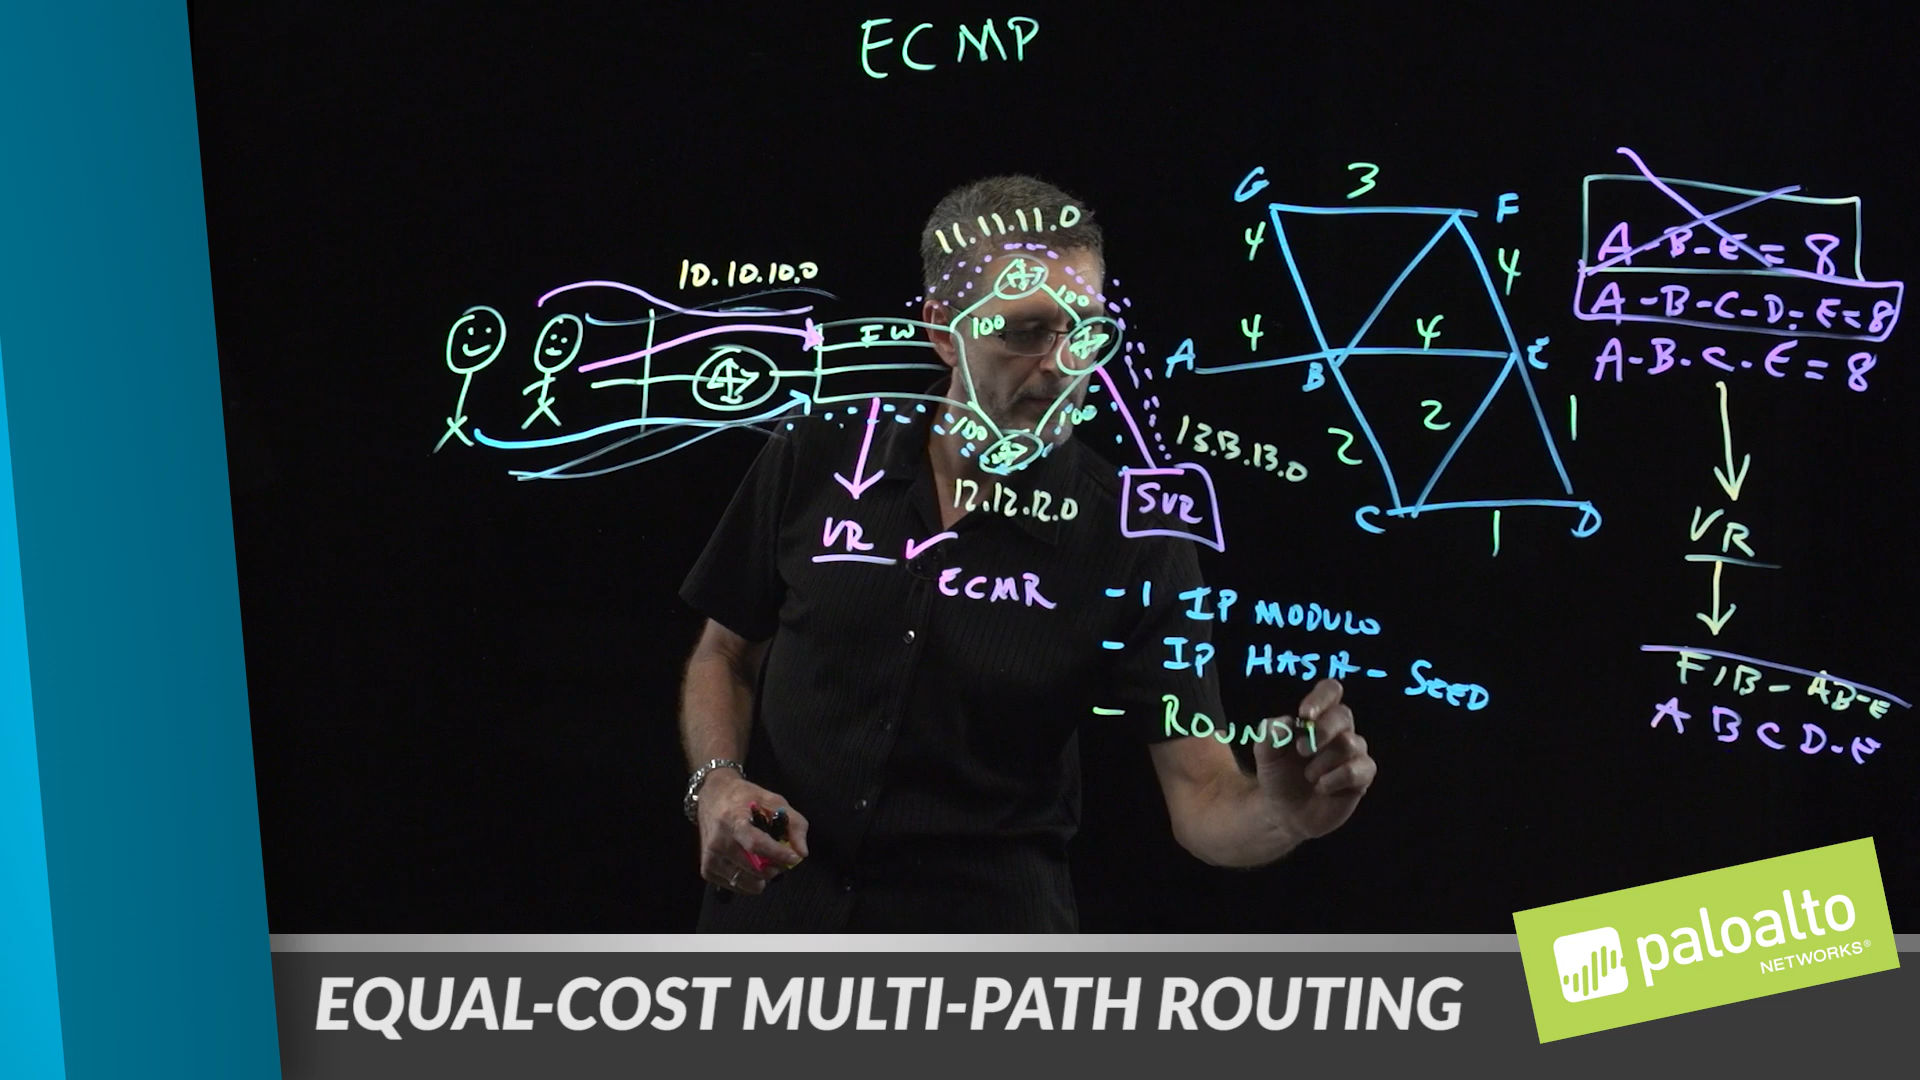 ECMP
10.10.10.0
FW
11.11.11.0
100
100
100
100
12.12.12.0
13.13.13.0
SVR
VR
ECMR
G
3
F
4
4
A
4
B
4
E
2
2
1
C
1
D
A-B-E = 8
A-B-C-D-E=8
A-B-C-E = 8
VR
FIB - AB-E
A B C D-E
- 1 IP MODULO
- IP HASH - SEED
- ROUND
EQUAL-COST MULTI-PATH ROUTING
paloalto
NETWORKS®